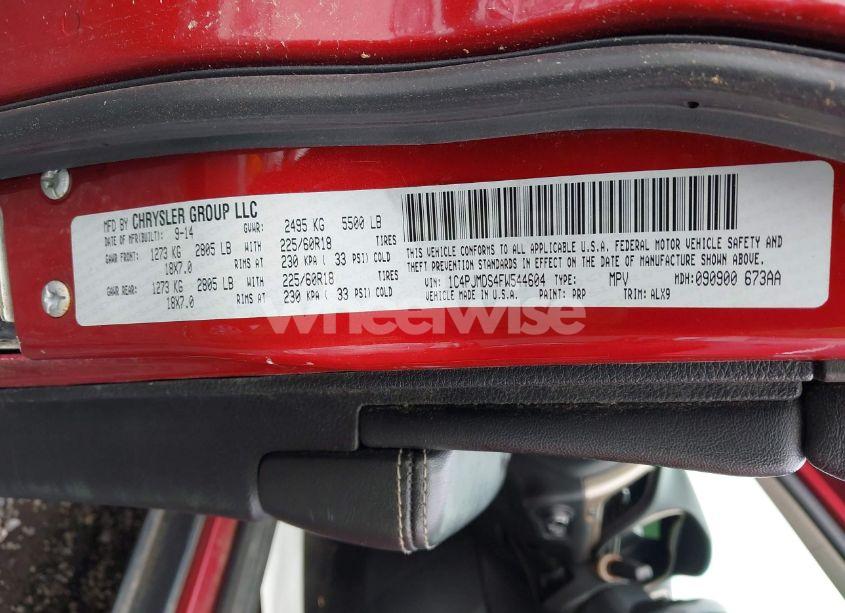 MFD BY CHRYSLER GROUP LLC
DATE OF MFR(BUILT): 9-14 GVWR: 2495 KG 5500 LB
GAWR FRONT: 1273 KG 2805 LB WITH 225/60R18 TIRES
18X7.0 RIMS AT 230 KPA ( 33 PSI) COLD
GAWR REAR: 1273 KG 2805 LB WITH 225/60R18 TIRES
18X7.0 RIMS AT 230 KPA ( 33 PSI) COLD
THIS VEHICLE CONFORMS TO ALL APPLICABLE U.S.A. FEDERAL MOTOR VEHICLE SAFETY AND
THEFT PREVENTION STANDARDS IN EFFECT ON THE DATE OF MANUFACTURE SHOWN ABOVE.
VIN: 1C4PJMDS4FW544604 TYPE: MPV MDH:090900 673AA
VEHICLE MADE IN U.S.A. PAINT: PRP TRIM: ALX9
wheelwise